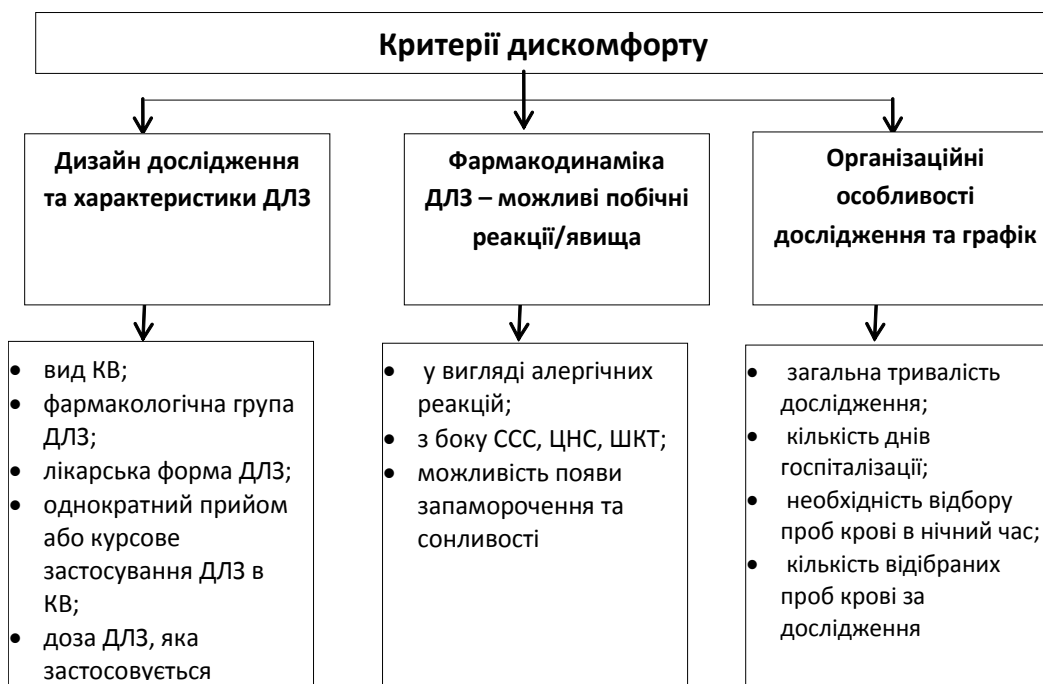 Критерії дискомфорту
Дизайн дослідження
та характеристики ДЛЗ
Фармакодинаміка
ДЛЗ – можливі побічні
реакції/явища
Організаційні
особливості
дослідження та графік
• вид КВ;
• фармакологічна група
ДЛЗ;
• лікарська форма ДЛЗ;
• однократний прийом
або курсове
застосування ДЛЗ в
КВ;
• доза ДЛЗ, яка
застосовується
• у вигляді алергічних
реакцій;
• з боку ССС, ЦНС, ШКТ;
• можливість появи
запаморочення та
сонливості
• загальна тривалість
дослідження;
• кількість днів
госпіталізації;
• необхідність відбору
проб крові в нічний час;
• кількість відібраних
проб крові за
дослідження